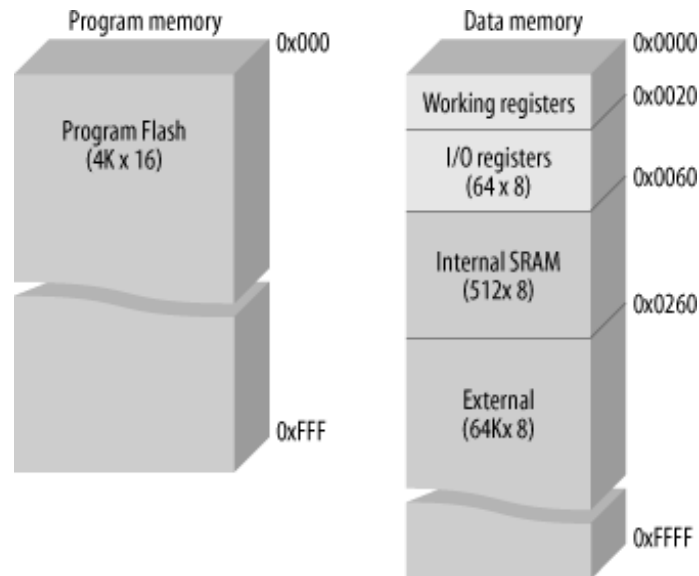 Program memory
0x000
Program Flash
(4K x 16)
0xFFF
Data memory
0x0000
Working registers
0x0020
I/O registers
(64 x 8)
0x0060
Internal SRAM
(512x 8)
0x0260
External
(64Kx 8)
0xFFFF